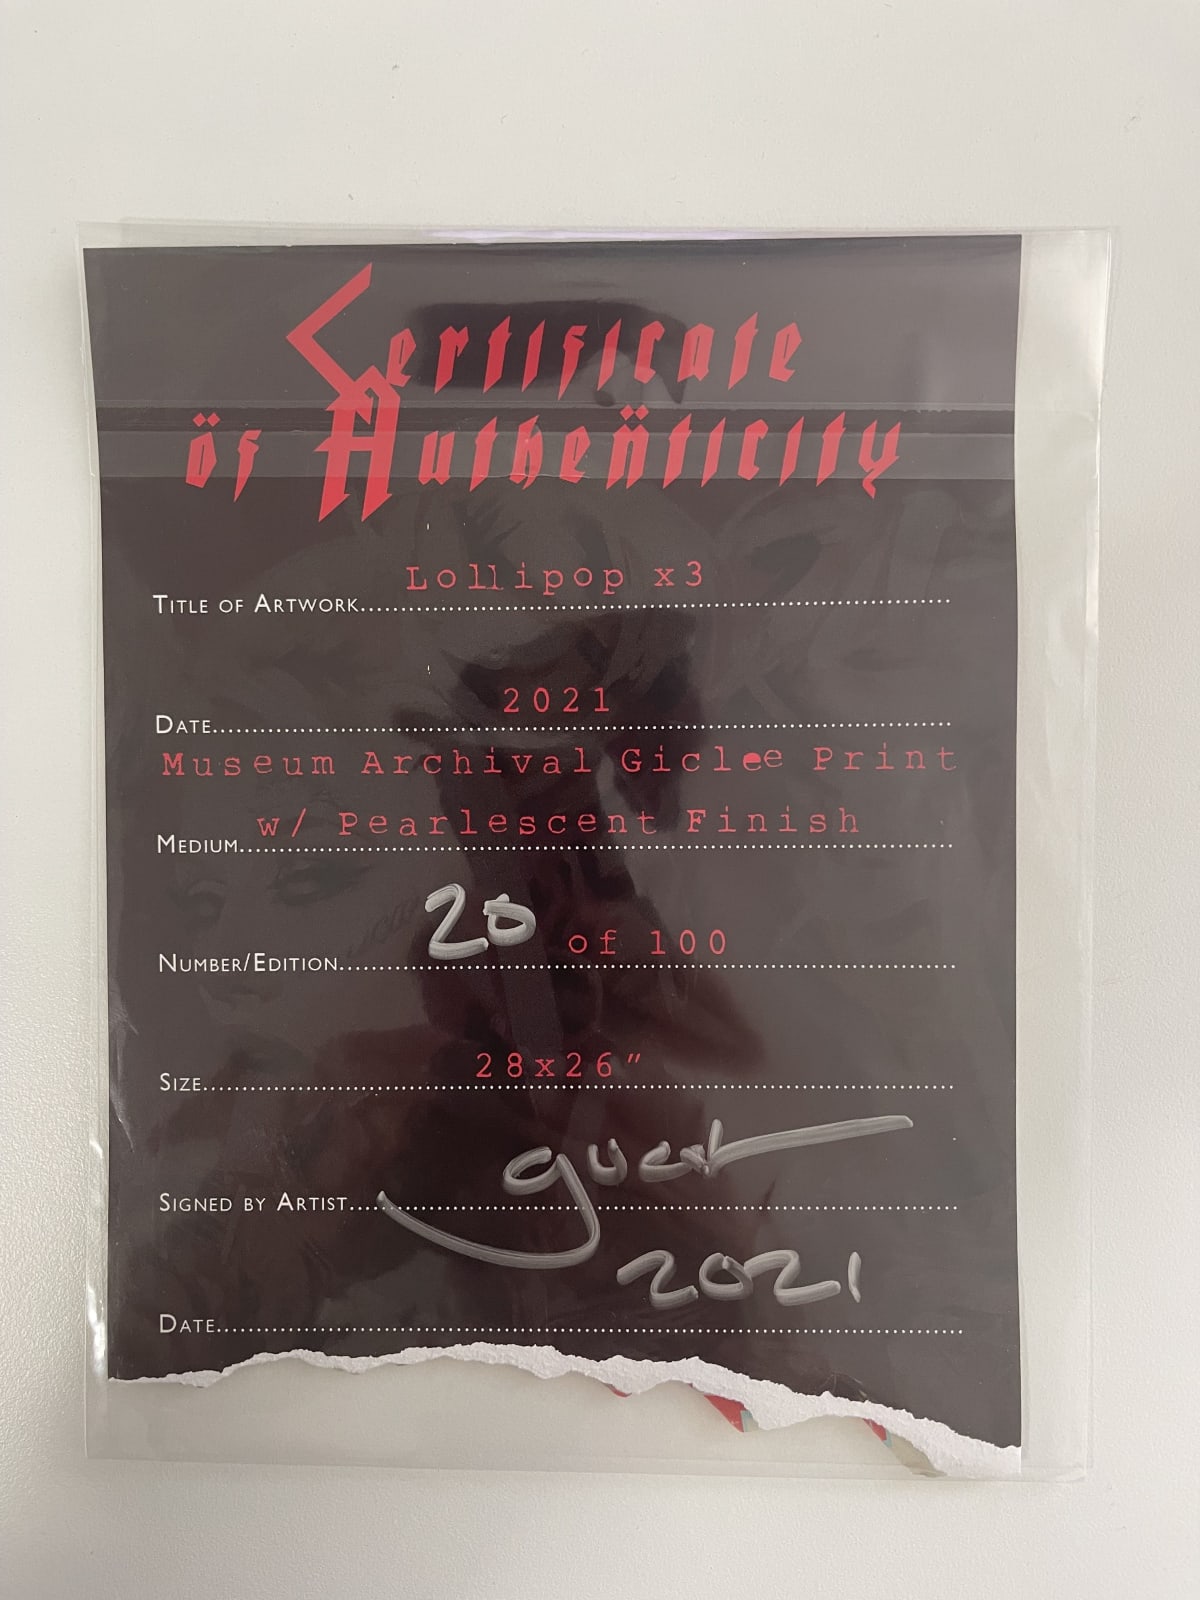 Certificate
öf Authentïcity
Title of Artwork Lollipop x3
Date 2021
Museum Archival Giclee Print
Medium w/ Pearlescent Finish
Number/Edition 20 of 100
Size 28x26"
Signed by Artist
2021
Date